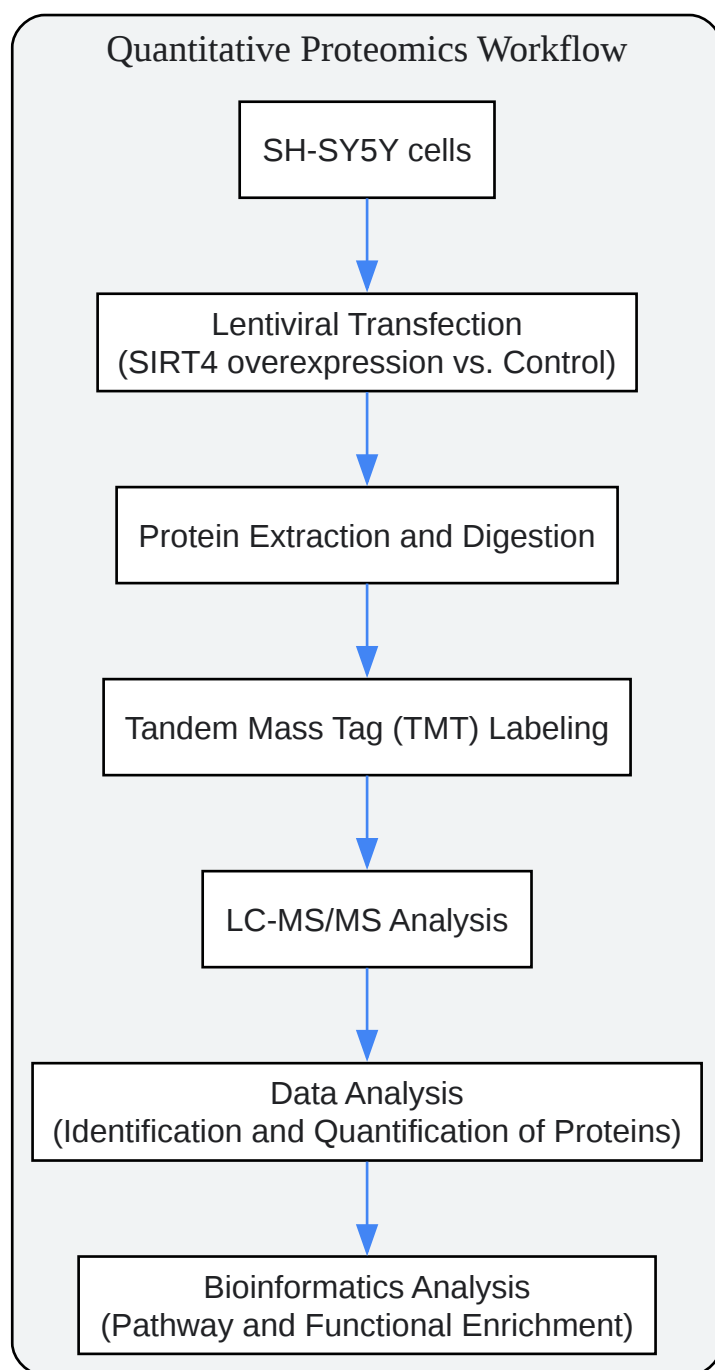 Quantitative Proteomics Workflow
SH-SY5Y cells
Lentiviral Transfection
(SIRT4 overexpression vs. Control)
Protein Extraction and Digestion
Tandem Mass Tag (TMT) Labeling
LC-MS/MS Analysis
Data Analysis
(Identification and Quantification of Proteins)
Bioinformatics Analysis
(Pathway and Functional Enrichment)